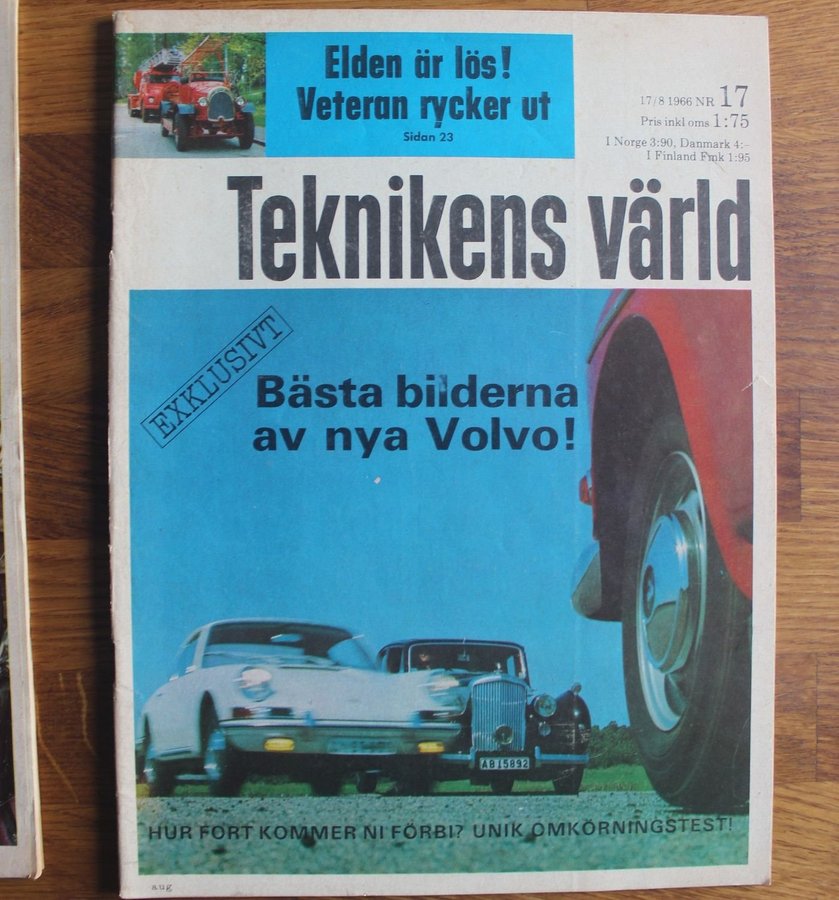 Elden är lös!
Veteran rycker ut
Sidan 23
17/8 1966 NR 17
Pris inkl oms 1:75
I Norge 3:90, Danmark 4:-
I Finland Fmk 1:95
Teknikens värld
EXKLUSIVT
Bästa bilderna
av nya Volvo!
AB15892
HUR FORT KOMMER NI FÖRBI? UNIK OMKÖRNINGSTEST!
aug